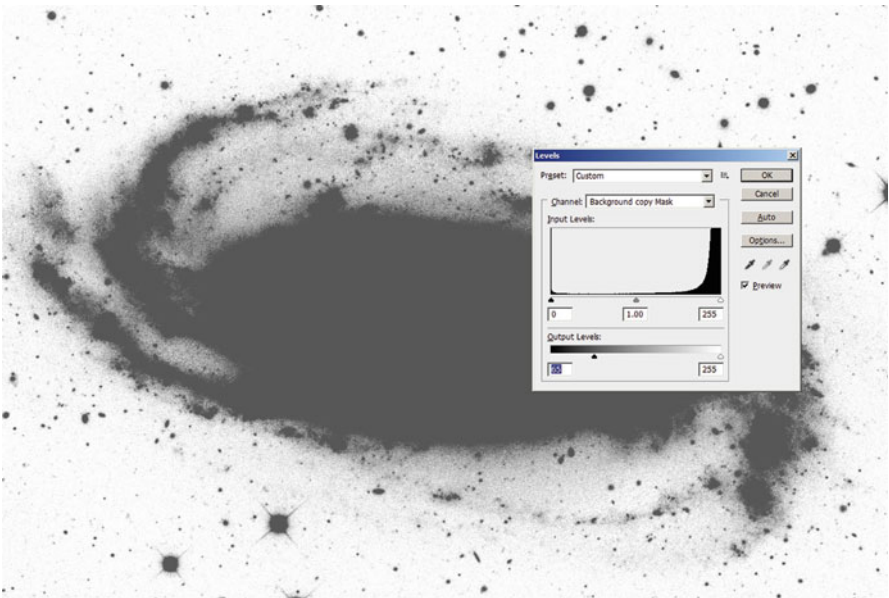 Levels
Preset: Custom
OK
Cancel
Channel: Background copy Mask
Auto
Input Levels:
Options...
Preview
0 1.00 255
Output Levels:
255